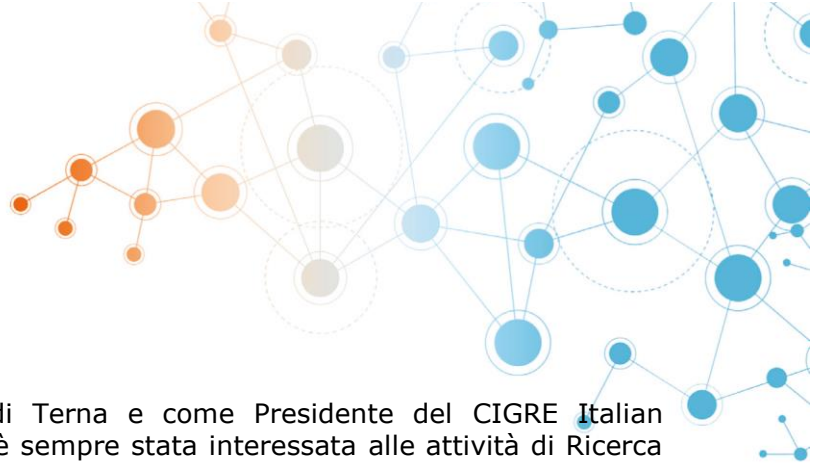 di Terna e come Presidente del CIGRE Italian
è sempre stata interessata alle attività di Ricerca